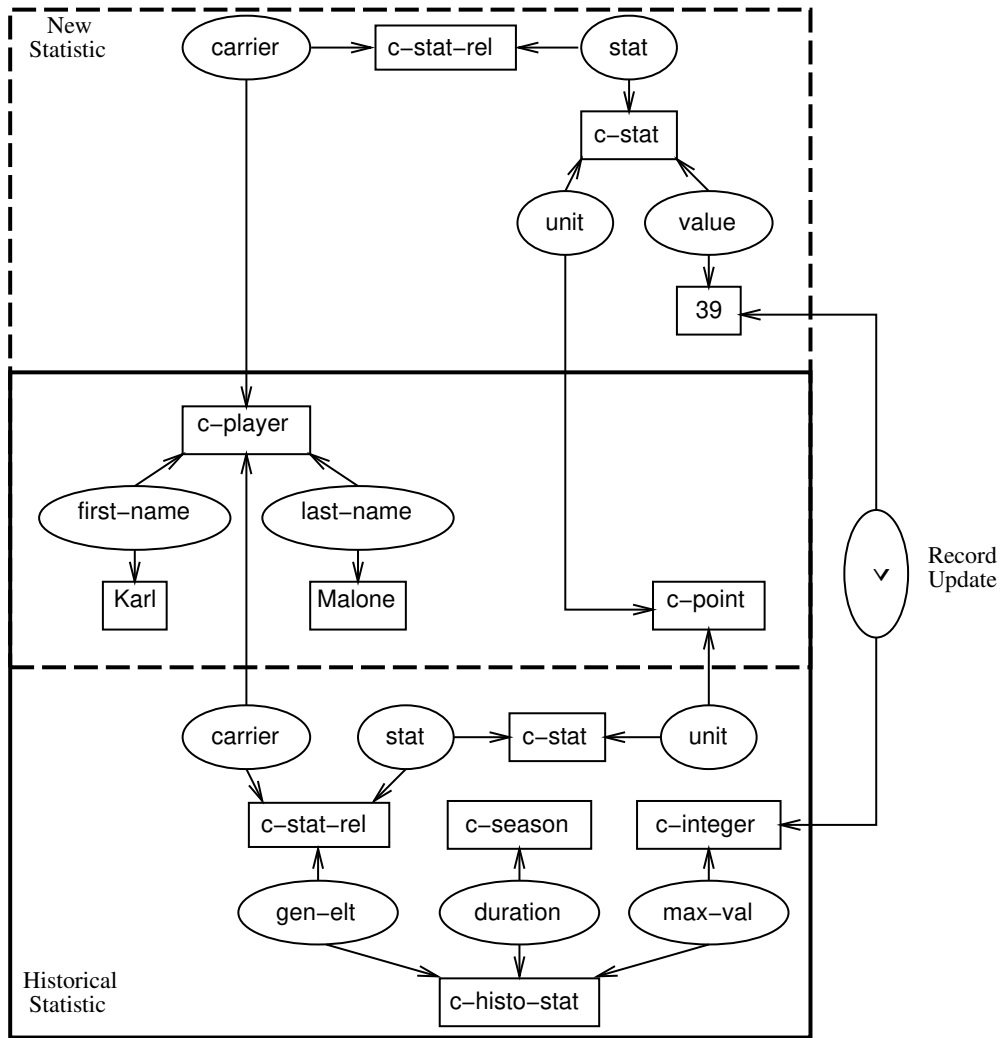 New
Statistic
carrier
c-stat-rel
stat
c-stat
unit
value
39
c-player
first-name
last-name
Karl
Malone
c-point
Record
Update
carrier
stat
c-stat
unit
c-stat-rel
c-season
c-integer
gen-elt
duration
max-val
Historical
Statistic
c-histo-stat